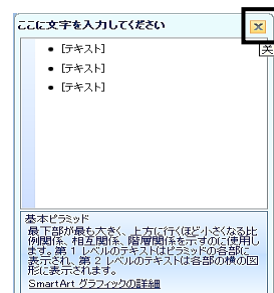 ここに文字を入力してください
• [テキスト]
• [テキスト]
• [テキスト]
基本ピラミッド
最下部が最も大きく、上方に行くほど小さくなる比
例関係、相互関係、階層関係を示すのに使用し
ます。第 1 レベルのテキストはピラミッドの各部に
表示され、第 2 レベルのテキストは各部の横の図
形に表示されます。
SmartArt グラフィックの詳細